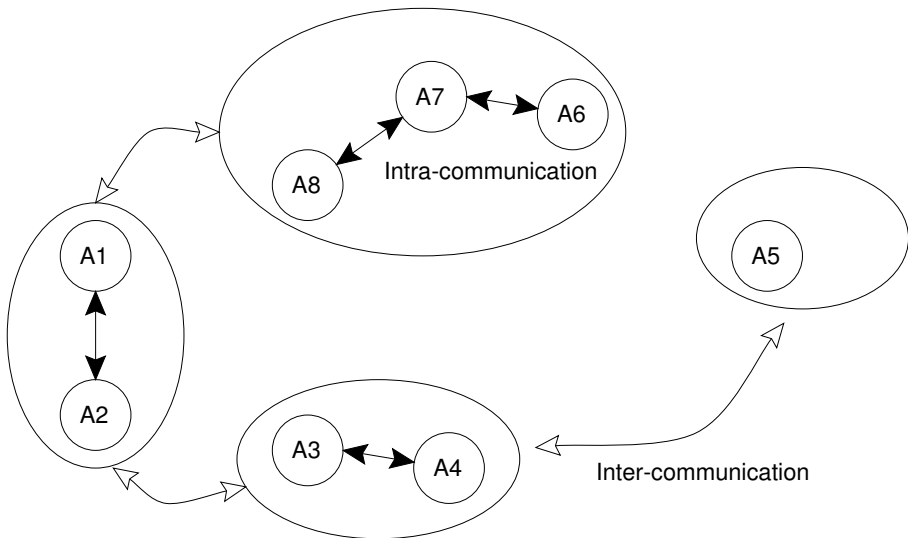 A7
A6
A8
Intra-communication
A1
A5
A2
A3
A4
Inter-communication